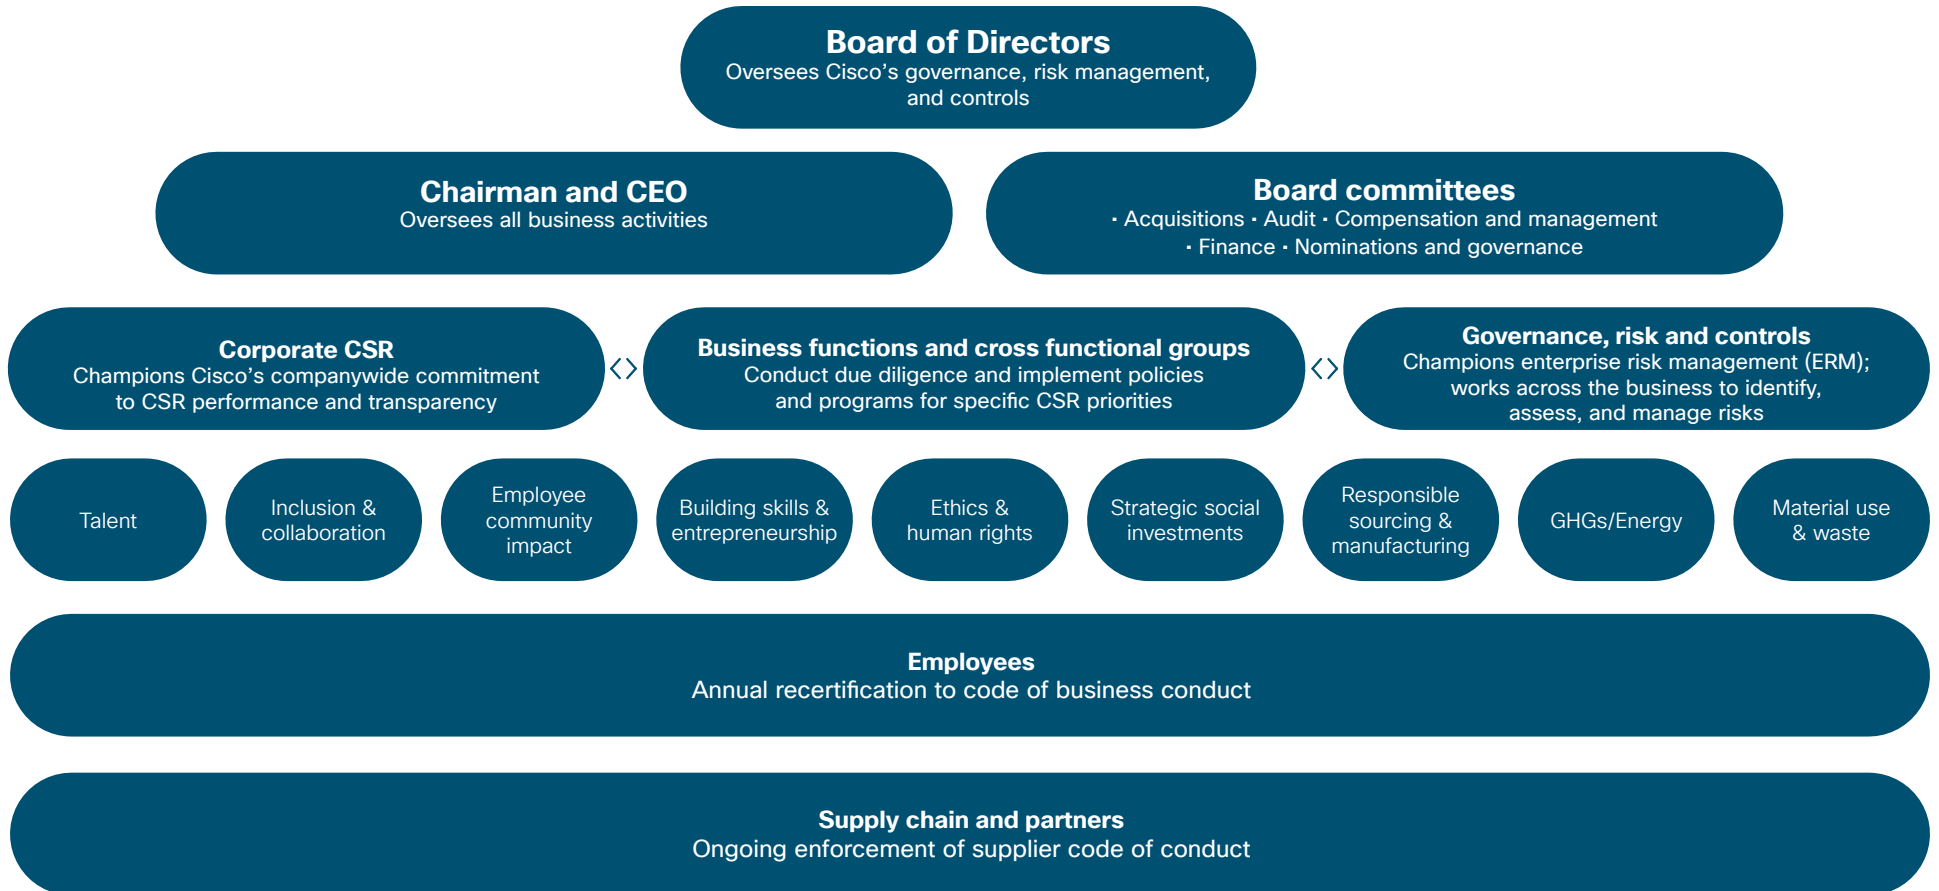 Board of Directors
Oversees Cisco’s governance, risk management,
and controls
Chairman and CEO
Oversees all business activities
Board committees
▪ Acquisitions ▪ Audit ▪ Compensation and management
▪ Finance ▪ Nominations and governance
Corporate CSR
Champions Cisco’s companywide commitment
to CSR performance and transparency
Business functions and cross functional groups
Conduct due diligence and implement policies
and programs for specific CSR priorities
Governance, risk and controls
Champions enterprise risk management (ERM);
works across the business to identify,
assess, and manage risks
Talent
Inclusion &
collaboration
Employee
community
impact
Building skills &
entrepreneurship
Ethics &
human rights
Strategic social
investments
Responsible
sourcing &
manufacturing
GHGs/Energy
Material use
& waste
Employees
Annual recertification to code of business conduct
Supply chain and partners
Ongoing enforcement of supplier code of conduct